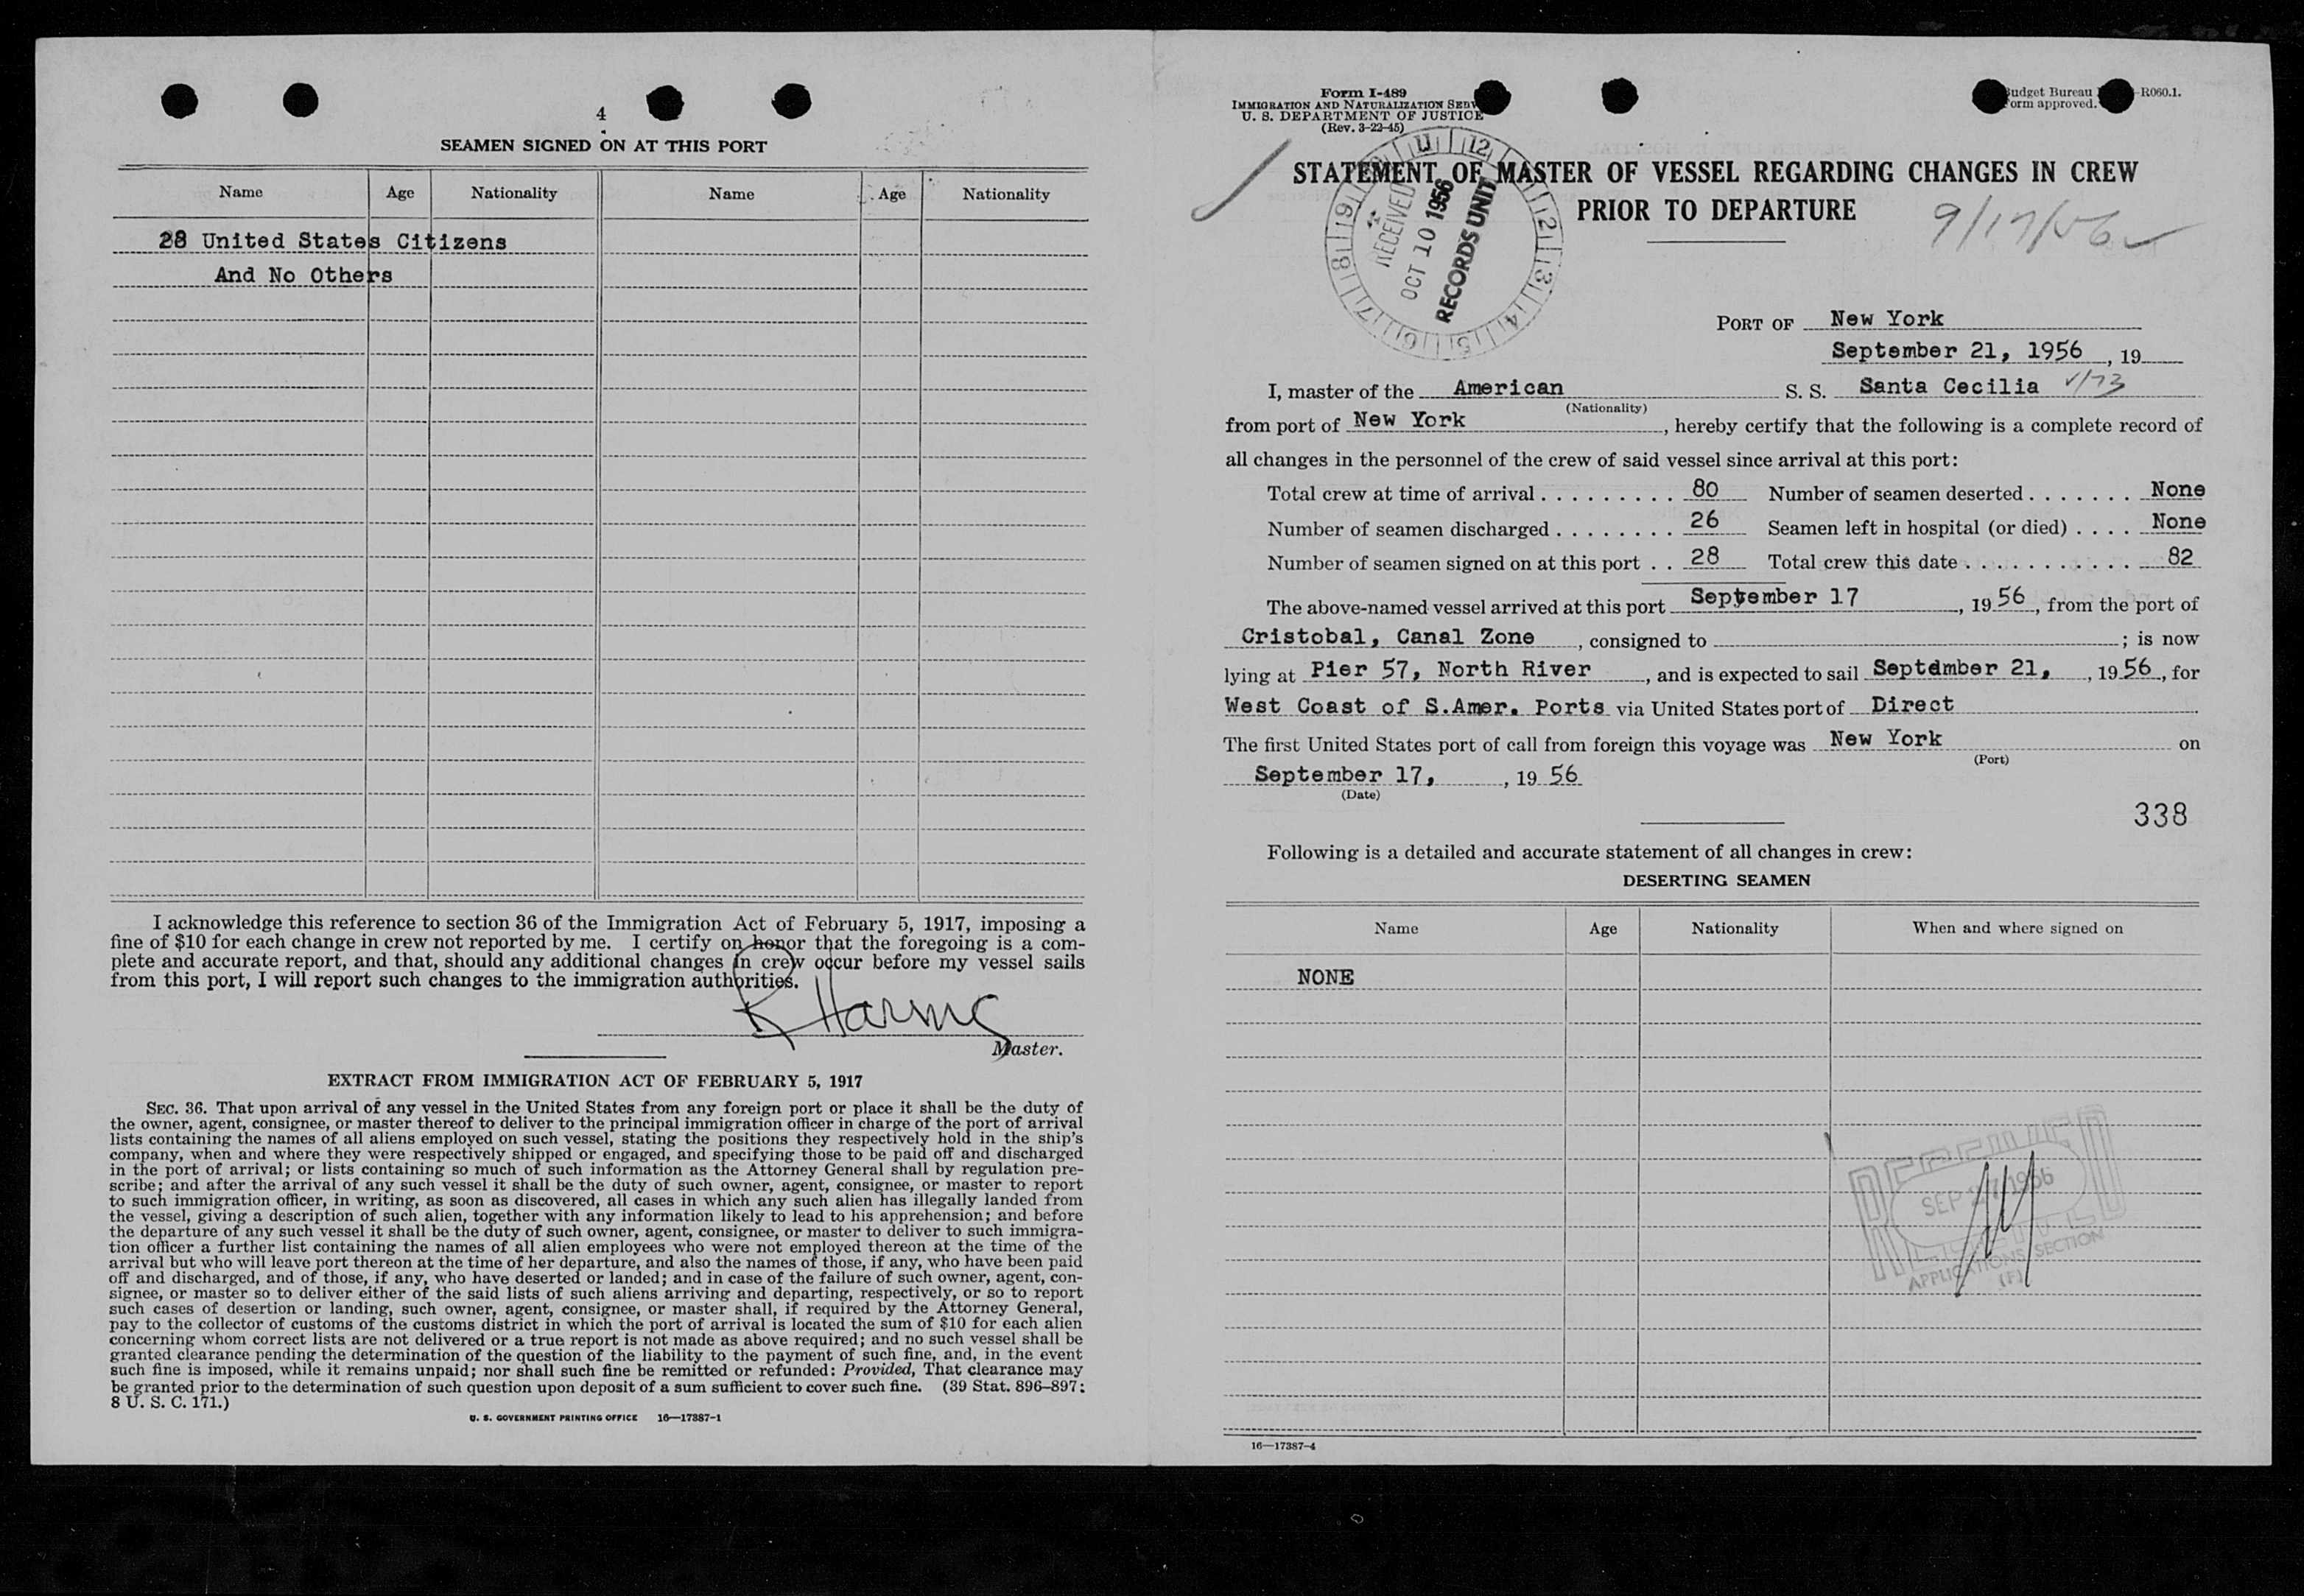 4
SEAMEN SIGNED ON AT THIS PORT
Name Age Nationality Name Age Nationality
28 United States Citizens
And No Others
I acknowledge this reference to section 36 of the Immigration Act of February 5, 1917, imposing a
fine of $10 for each change in crew not reported by me. I certify on honor that the foregoing is a com-
plete and accurate report, and that, should any additional changes in crew occur before my vessel sails
from this port, I will report such changes to the immigration authorities.
K Harms
Master.
EXTRACT FROM IMMIGRATION ACT OF FEBRUARY 5, 1917
SEC. 36. That upon arrival of any vessel in the United States from any foreign port or place it shall be the duty of
the owner, agent, consignee, or master thereof to deliver to the principal immigration officer in charge of the port of arrival
lists containing the names of all aliens employed on such vessel, stating the positions they respectively hold in the ship's
company, when and where they were respectively shipped or engaged, and specifying those to be paid off and discharged
in the port of arrival; or lists containing so much of such information as the Attorney General shall by regulation pre-
scribe; and after the arrival of any such vessel it shall be the duty of such owner, agent, consignee, or master to report
to such immigration officer, in writing, as soon as discovered, all cases in which any such alien has illegally landed from
the vessel, giving a description of such alien, together with any information likely to lead to his apprehension; and before
the departure of any such vessel it shall be the duty of such owner, agent, consignee, or master to deliver to such immigra-
tion officer a further list containing the names of all alien employees who were not employed thereon at the time of the
arrival but who will leave port thereon at the time of her departure, and also the names of those, if any, who have been paid
off and discharged, and of those, if any, who have deserted or landed; and in case of the failure of such owner, agent, con-
signee, or master so to deliver either of the said lists of such aliens arriving and departing, respectively, or so to report
such cases of desertion or landing, such owner, agent, consignee, or master shall, if required by the Attorney General,
pay to the collector of customs of the customs district in which the port of arrival is located the sum of $10 for each alien
concerning whom correct lists are not delivered or a true report is not made as above required; and no such vessel shall be
granted clearance pending the determination of the question of the liability to the payment of such fine, and, in the event
such fine is imposed, while it remains unpaid; nor shall such fine be remitted or refunded: Provided, That clearance may
be granted prior to the determination of such question upon deposit of a sum sufficient to cover such fine. (39 Stat. 896–897;
8 U. S. C. 171.)
U. S. GOVERNMENT PRINTING OFFICE 16—17387-1
Form I-489
IMMIGRATION AND NATURALIZATION
U. S. DEPARTMENT OF JUSTICE
(Rev. 3-22-45)
Budget Bureau R060.1.
Form approved.
STATEMENT OF MASTER OF VESSEL REGARDING CHANGES IN CREW
PRIOR TO DEPARTURE
9/17/56
RECEIVED
OCT 10 1956
RECORDS UNIT
11 12 1 2 3 4 5 6 7 8 9
PORT OF New York
September 21, 1956, 19
I, master of the American S. S. Santa Cecilia V/73
(Nationality)
from port of New York, hereby certify that the following is a complete record of
all changes in the personnel of the crew of said vessel since arrival at this port:
Total crew at time of arrival . . . . . . . . . 80 Number of seamen deserted . . . . . . . None
Number of seamen discharged . . . . . . . . 26 Seamen left in hospital (or died) . . . . None
Number of seamen signed on at this port . . 28 Total crew this date . . . . . . . . . . . 82
The above-named vessel arrived at this port September 17, 19 56, from the port of
Cristobal, Canal Zone, consigned to ; is now
lying at Pier 57, North River, and is expected to sail September 21, , 19 56, for
West Coast of S.Amer. Ports via United States port of Direct
The first United States port of call from foreign this voyage was New York on
(Port)
September 17, , 19 56
(Date)
338
Following is a detailed and accurate statement of all changes in crew:
DESERTING SEAMEN
Name Age Nationality When and where signed on
NONE
RECEIVED
SEP 27 1956
APPLICATIONS SECTION
(F)
16—17387-4